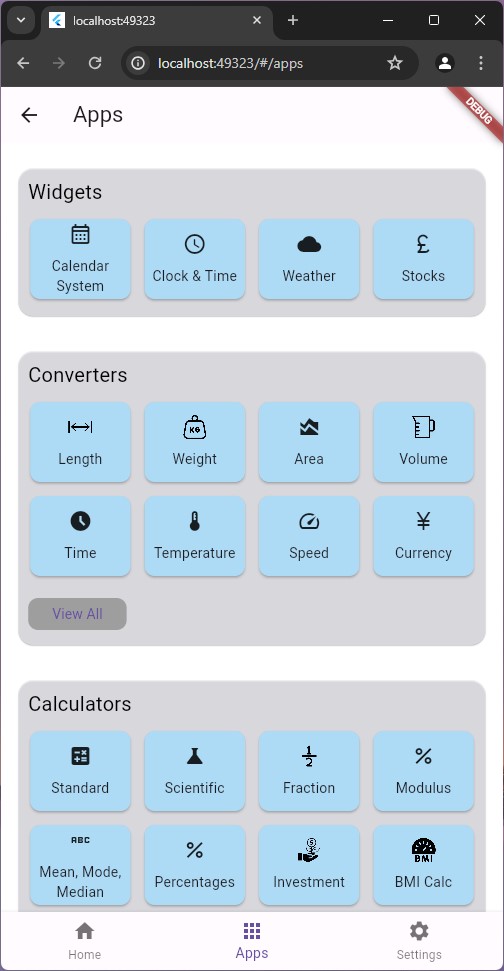 localhost:49323
localhost:49323/#/apps
Apps
DEBUG
Widgets
Calendar
System
Clock & Time
Weather
£
Stocks
Converters
Length
KG
Weight
Area
Volume
Time
Temperature
Speed
¥
Currency
View All
Calculators
Standard
Scientific
1
2
Fraction
%
Modulus
ABC
Mean, Mode,
Median
%
Percentages
$
Investment
BMI
BMI Calc
Home
Apps
Settings